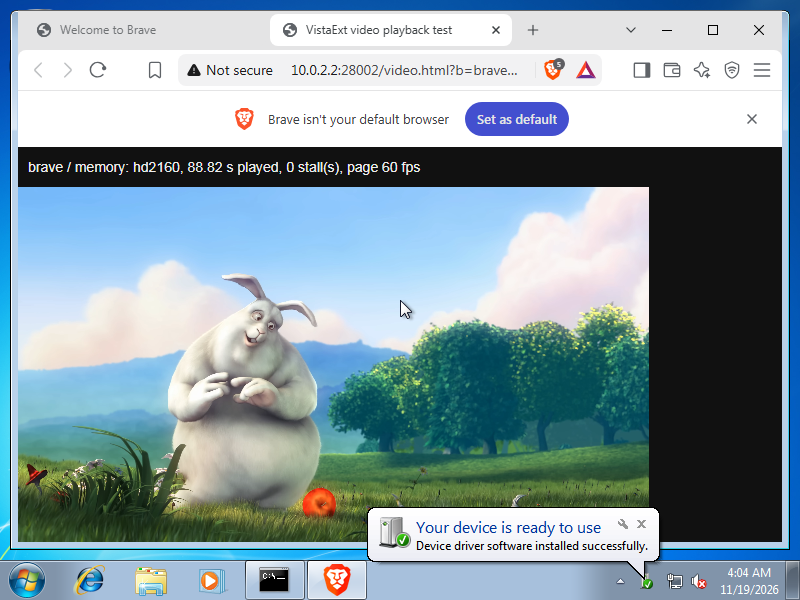 Welcome to Brave
VistaExt video playback test
Not secure
10.0.2.2:28002/video.html?b=brave...
5
Brave isn't your default browser
Set as default
brave / memory: hd2160, 88.82 s played, 0 stall(s), page 60 fps
Your device is ready to use
Device driver software installed successfully.
C:\_
4:04 AM
11/19/2026